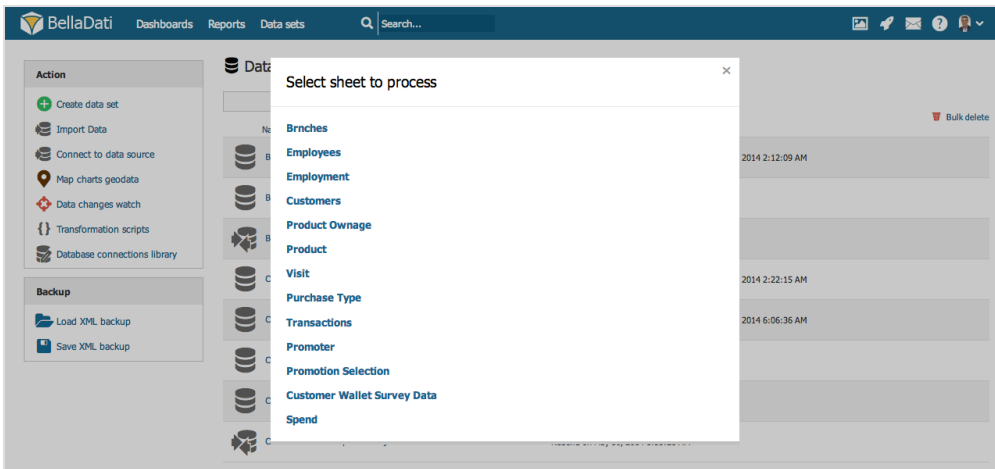 BellaDati Dashboards Reports Data sets Search...
Action
Create data set
Import Data
Connect to data source
Map charts geodata
Data changes watch
Transformation scripts
Database connections library
Backup
Load XML backup
Save XML backup
Data
Select sheet to process
Brnches
Employees
Employment
Customers
Product Ownage
Product
Visit
Purchase Type
Transactions
Promoter
Promotion Selection
Customer Wallet Survey Data
Spend
Bulk delete
2014 2:12:09 AM
2014 2:22:15 AM
2014 6:06:36 AM